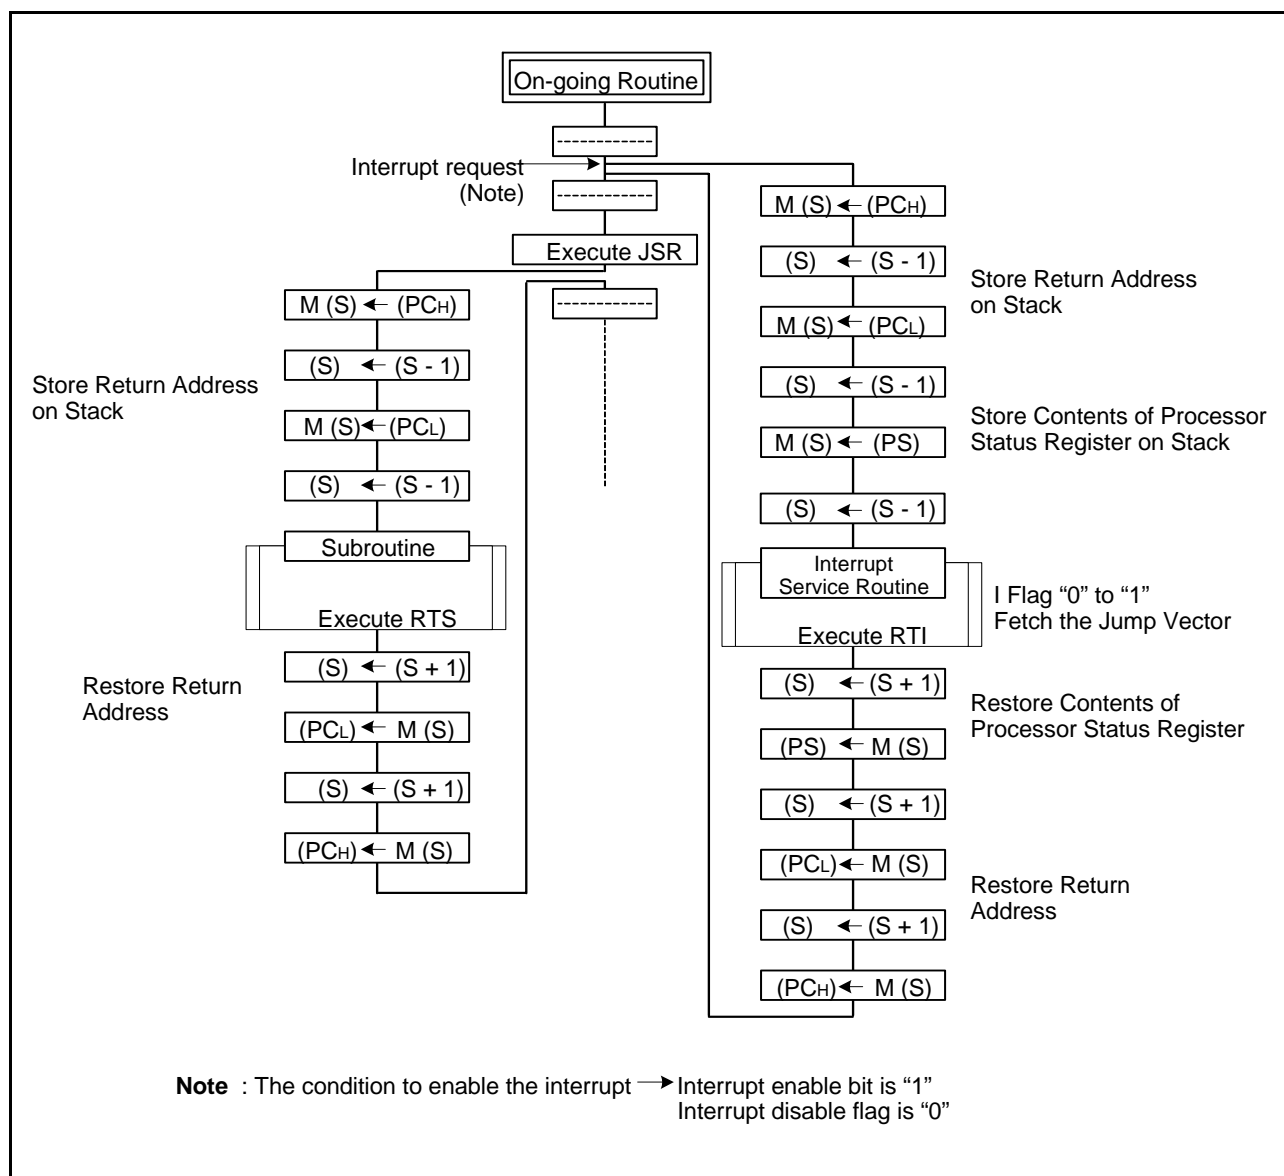 On-going Routine
Interrupt request
(Note)
Execute JSR
M (S) ← (PCH)
(S) ← (S - 1)
M (S) ← (PCL)
(S) ← (S - 1)
Store Return Address
on Stack
Subroutine
Execute RTS
(S) ← (S + 1)
(PCL) ← M (S)
(S) ← (S + 1)
(PCH) ← M (S)
Restore Return
Address
M (S) ← (PCH)
(S) ← (S - 1)
M (S) ← (PCL)
(S) ← (S - 1)
M (S) ← (PS)
(S) ← (S - 1)
Store Return Address
on Stack
Store Contents of Processor
Status Register on Stack
Interrupt
Service Routine
Execute RTI
I Flag “0” to “1”
Fetch the Jump Vector
(S) ← (S + 1)
(PS) ← M (S)
(S) ← (S + 1)
(PCL) ← M (S)
(S) ← (S + 1)
(PCH) ← M (S)
Restore Contents of
Processor Status Register
Restore Return
Address
Note : The condition to enable the interrupt → Interrupt enable bit is “1”
Interrupt disable flag is “0”